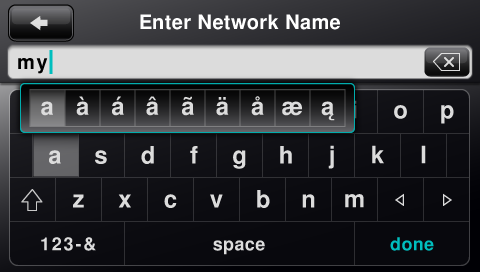 Enter Network Name
my
a à á â ã ä å æ ą o p
a s d f g h j k l
z x c v b n m
123-& space done